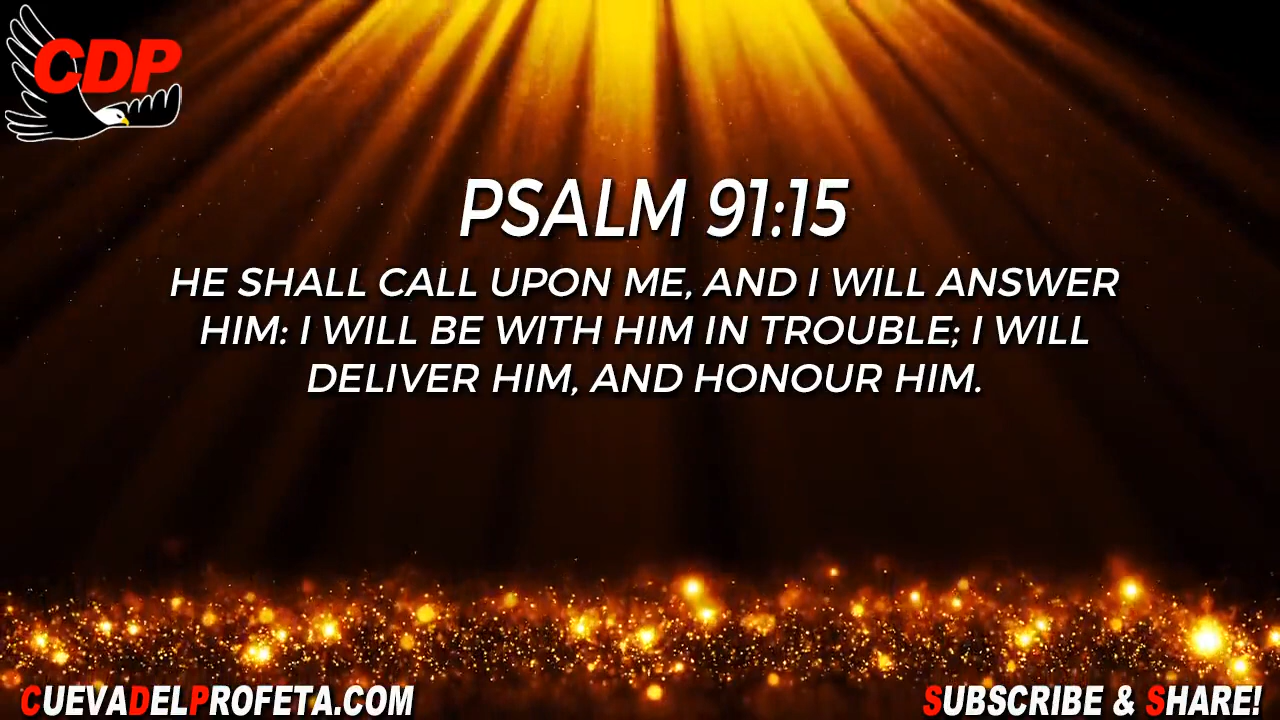 CDP
PSALM 91:15
HE SHALL CALL UPON ME, AND I WILL ANSWER
HIM: I WILL BE WITH HIM IN TROUBLE; I WILL
DELIVER HIM, AND HONOUR HIM.
CUEVADELPROFETA.COM
SUBSCRIBE & SHARE!